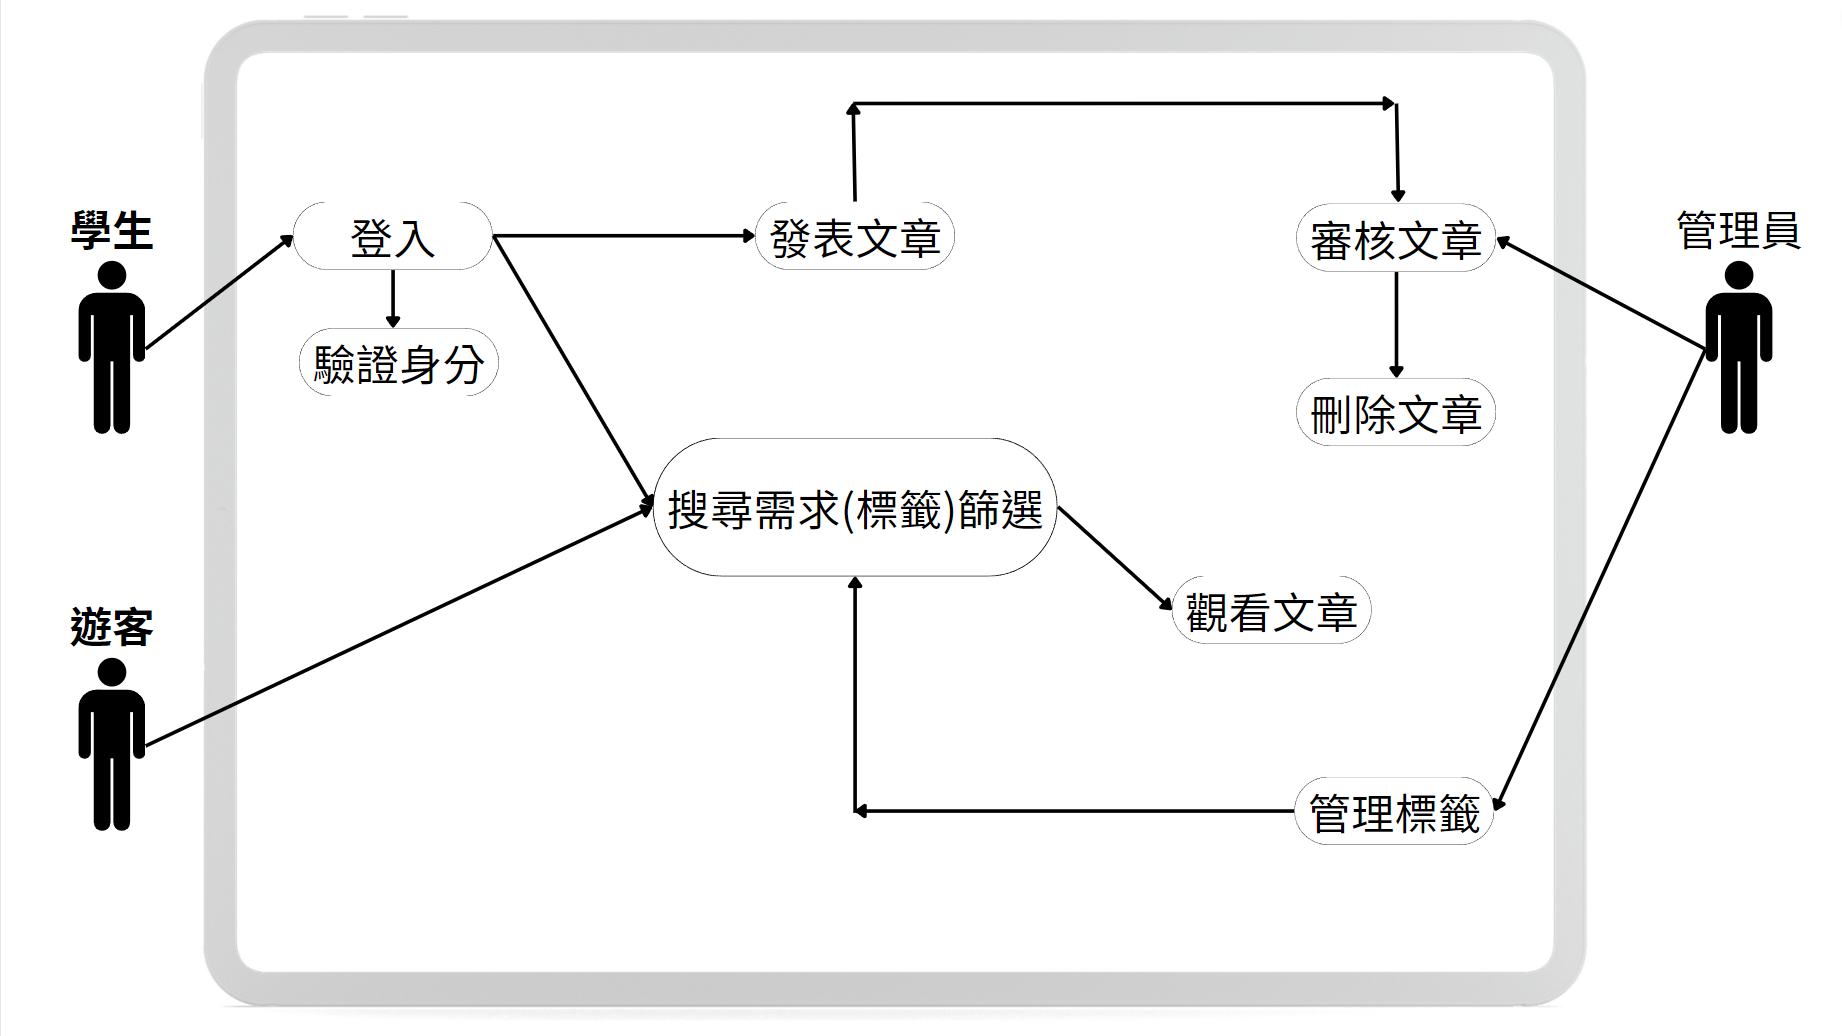 學生
登入
發表文章
審核文章
管理員
驗證身分
刪除文章
搜尋需求(標籤)篩選
觀看文章
遊客
管理標籤